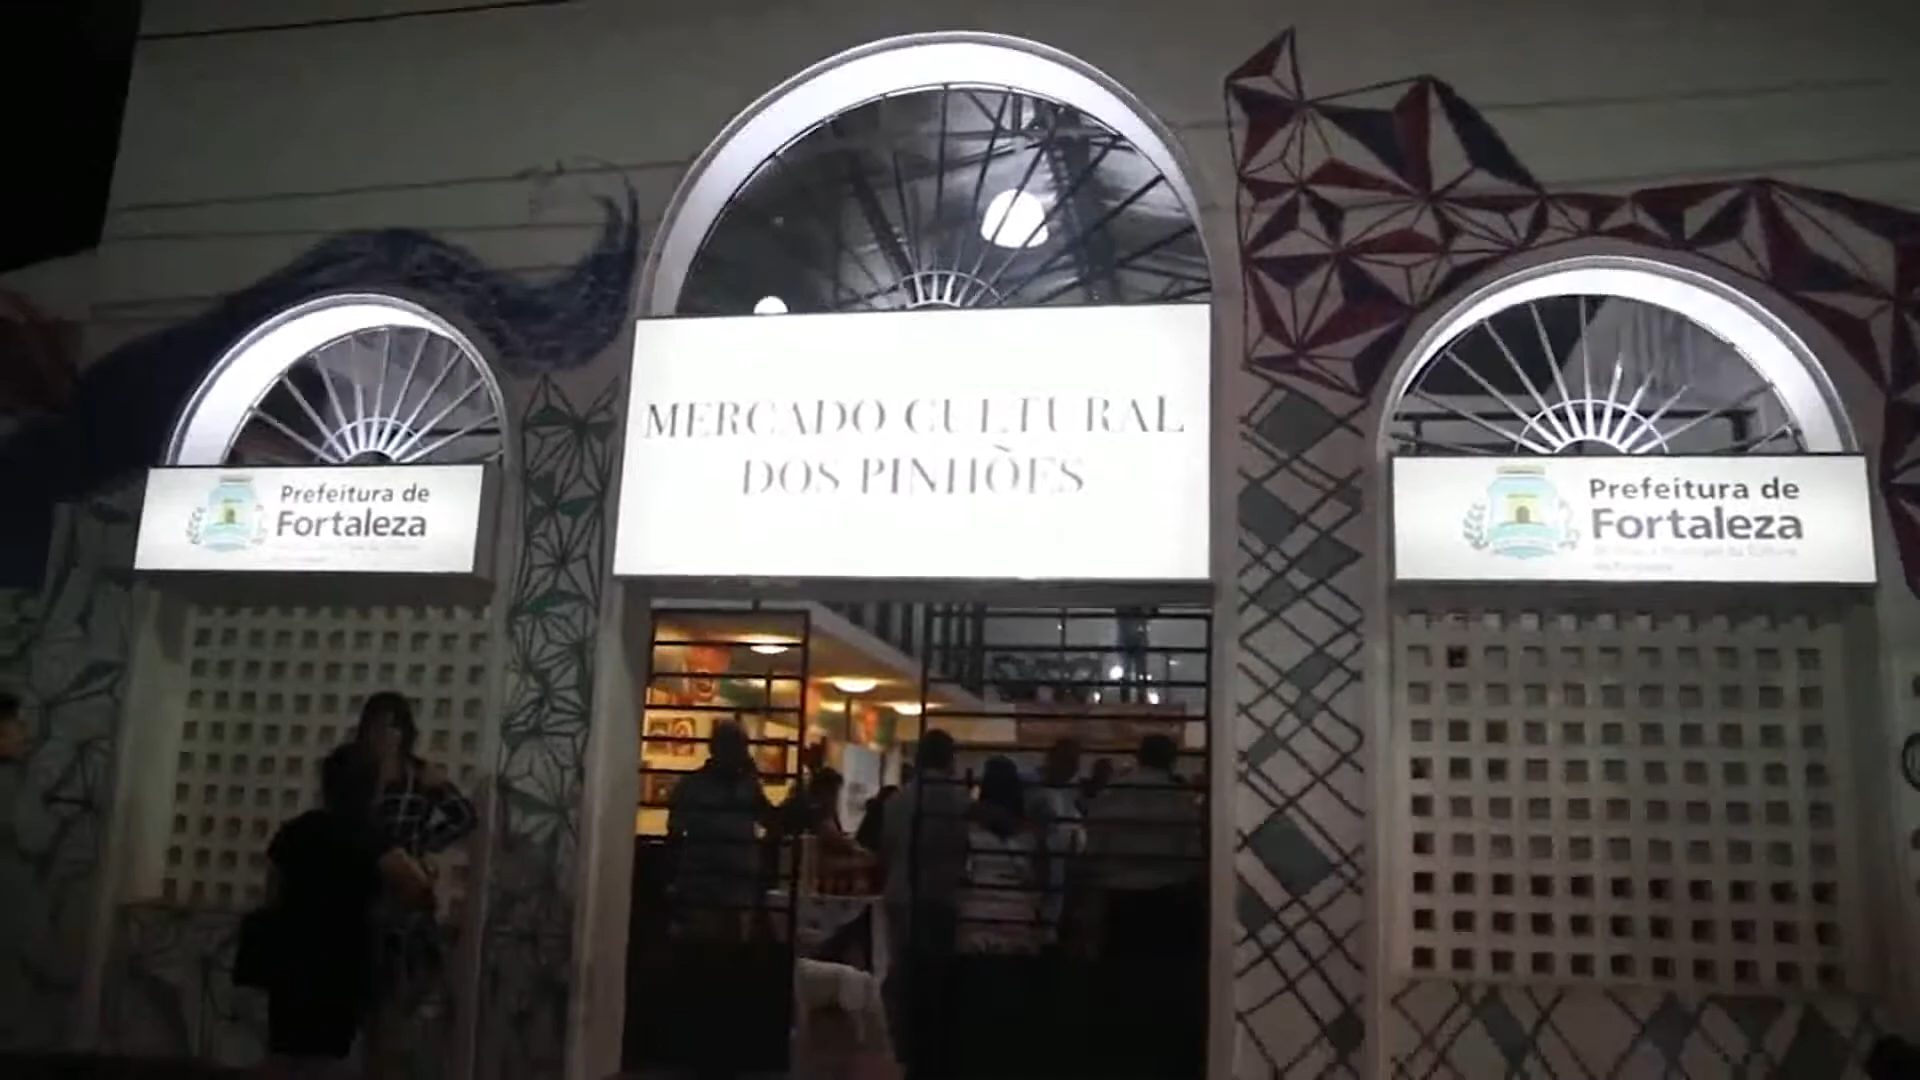 MERCADO CULTURAL
DOS PINHÕES
Prefeitura de
Fortaleza
Prefeitura de
Fortaleza